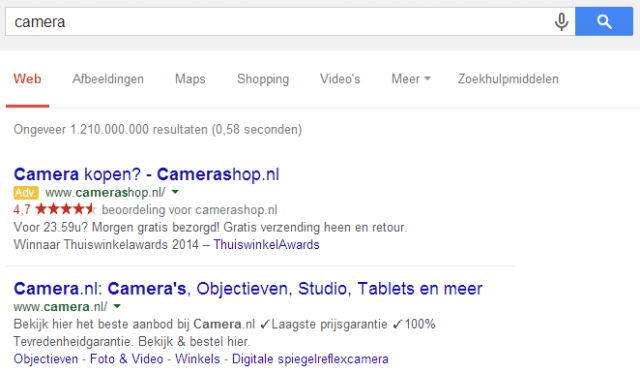 camera
Web Afbeeldingen Maps Shopping Video's Meer Zoekhulpmiddelen
Ongeveer 1.210.000.000 resultaten (0,58 seconden)
Camera kopen? - Camerashop.nl
Adv. www.camerashop.nl/
4,7 ★★★★★ beoordeling voor camerashop.nl
Voor 23.59u? Morgen gratis bezorgd! Gratis verzending heen en retour.
Winnaar Thuiswinkelawards 2014 – ThuiswinkelAwards
Camera.nl: Camera's, Objectieven, Studio, Tablets en meer
www.camera.nl/
Bekijk hier het beste aanbod bij Camera.nl ✓Laagste prijsgarantie ✓100%
Tevredenheidgarantie. Bekijk & bestel hier.
Objectieven - Foto & Video - Winkels - Digitale spiegelreflexcamera